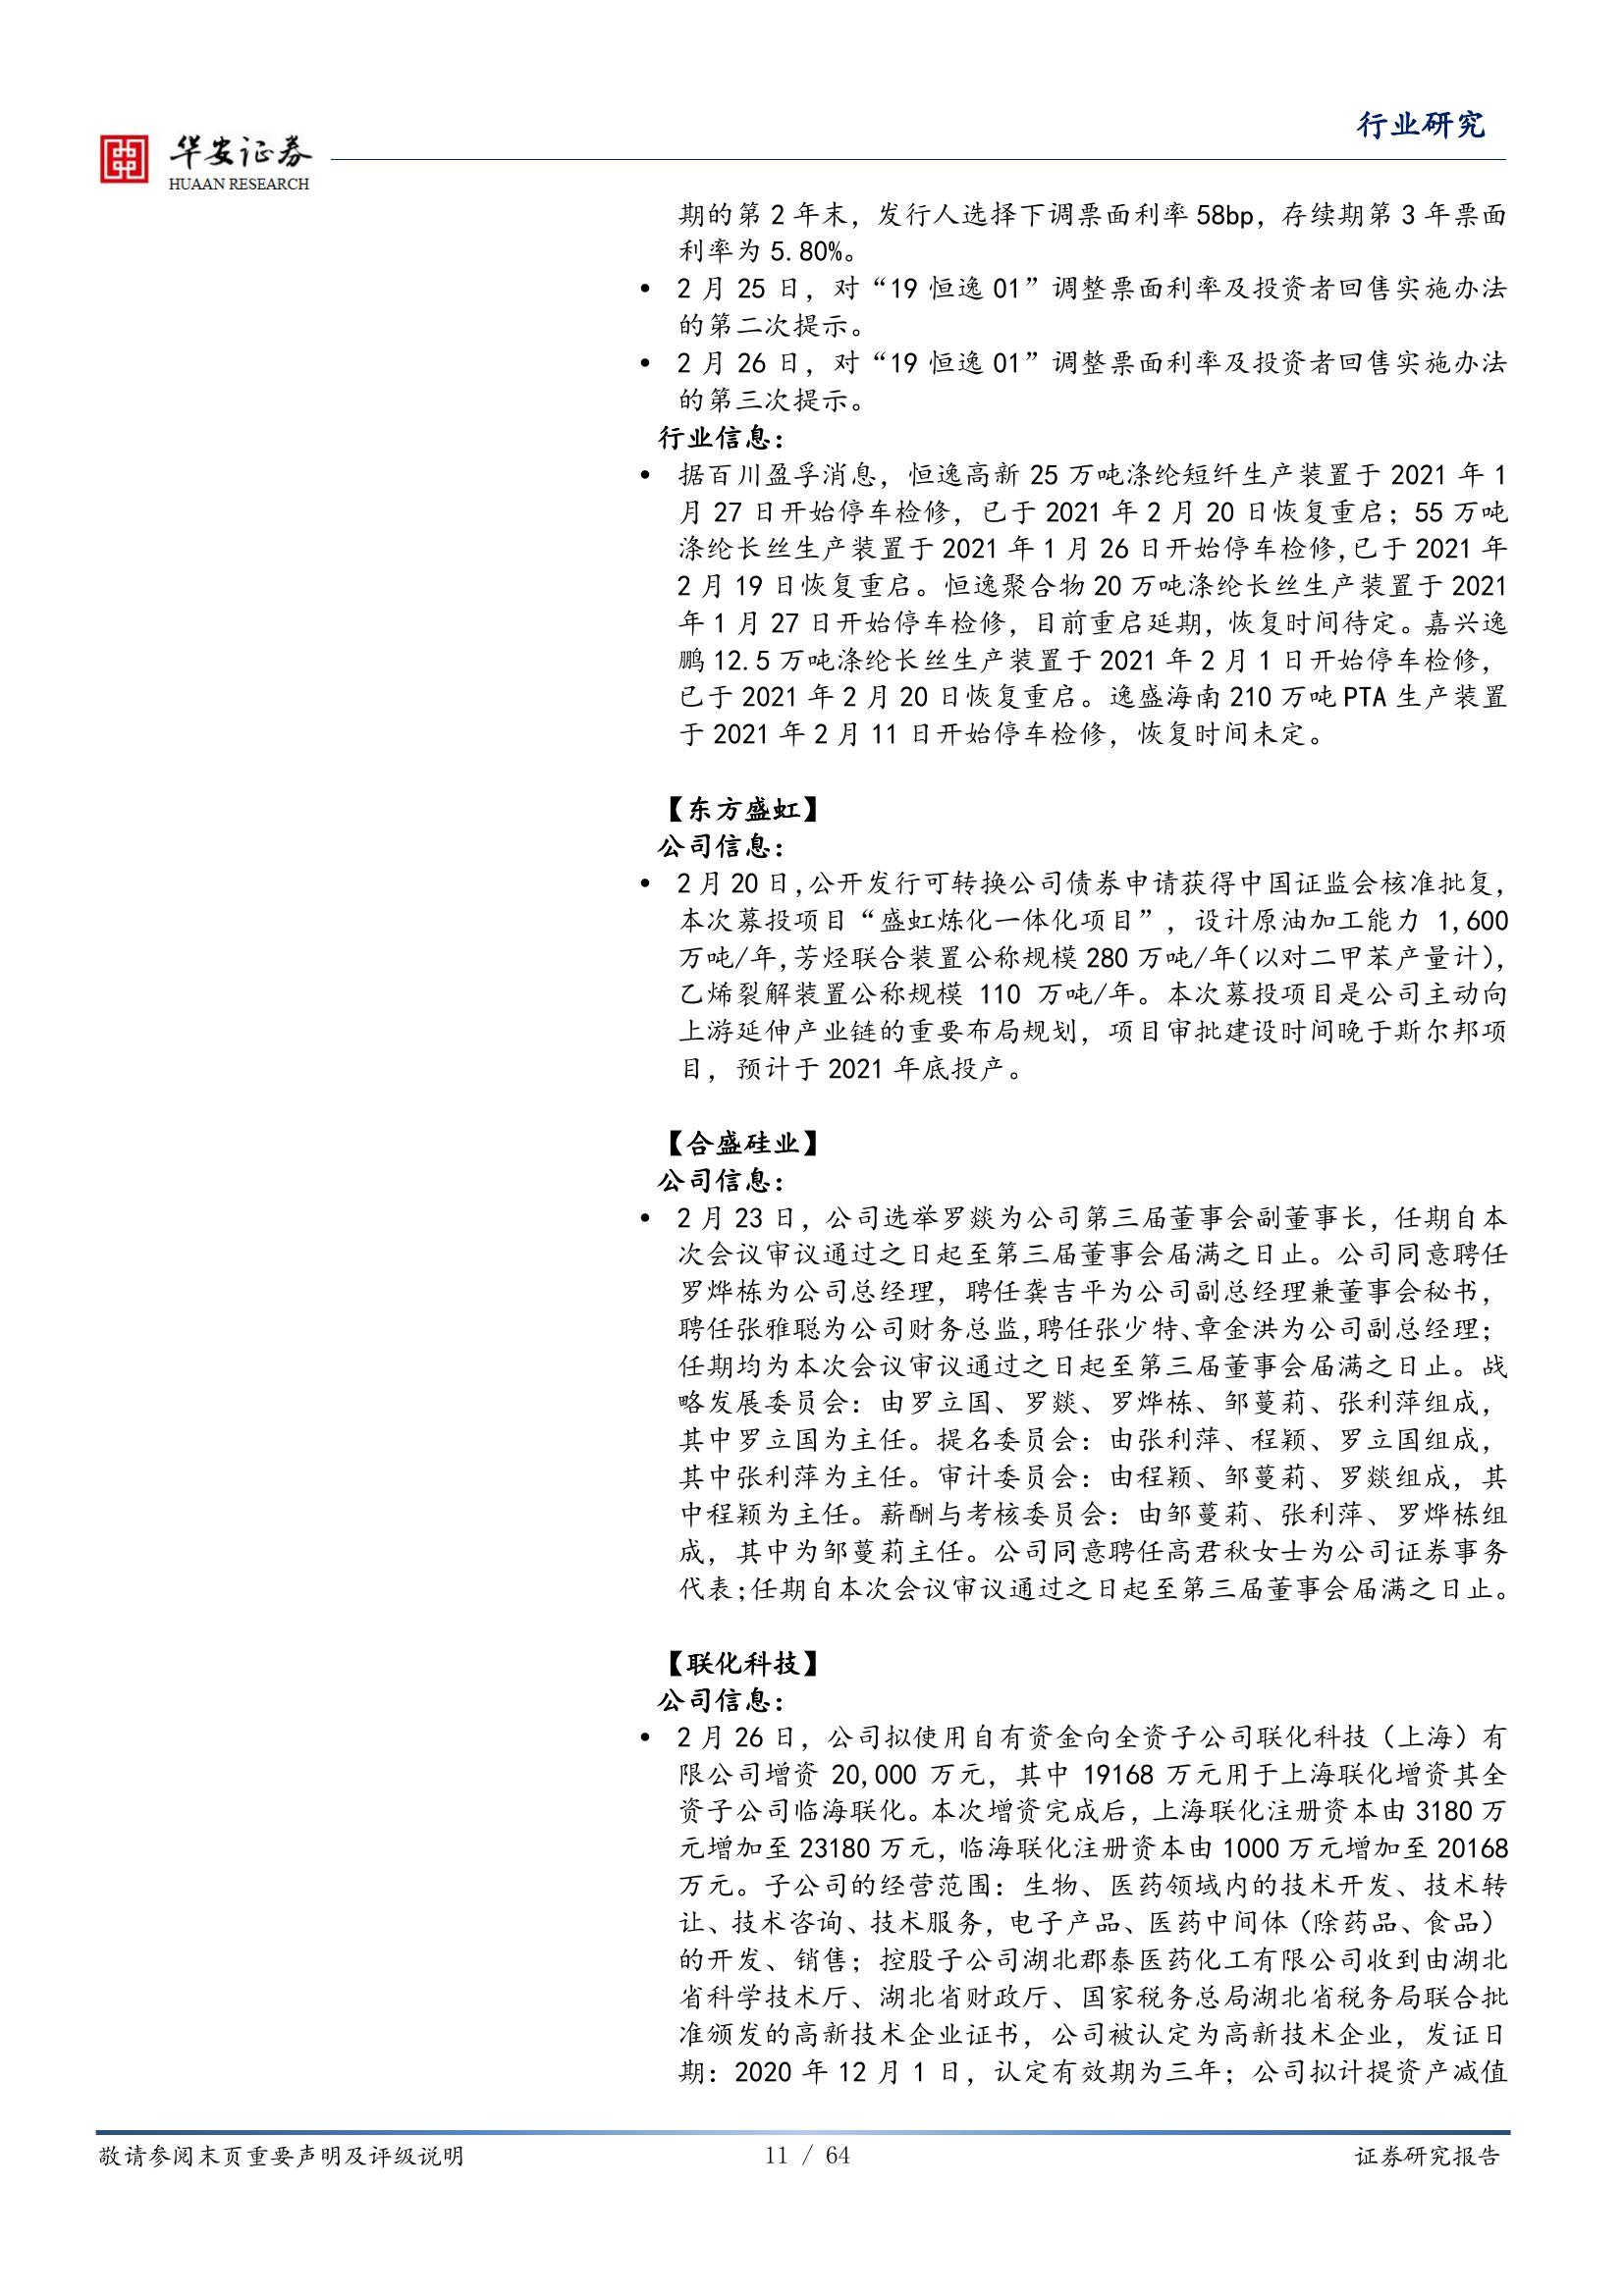 行业研究
华安证券
HUAAN RESEARCH
期的第 2 年末，发行人选择下调票面利率 58bp，存续期第 3 年票面
利率为 5.80%。
• 2 月 25 日，对“19 恒逸 01”调整票面利率及投资者回售实施办法
的第二次提示。
• 2 月 26 日，对“19 恒逸 01”调整票面利率及投资者回售实施办法
的第三次提示。
行业信息：
• 据百川盈孚消息，恒逸高新 25 万吨涤纶短纤生产装置于 2021 年 1
月 27 日开始停车检修，已于 2021 年 2 月 20 日恢复重启；55 万吨
涤纶长丝生产装置于 2021 年 1 月 26 日开始停车检修,已于 2021 年
2 月 19 日恢复重启。恒逸聚合物 20 万吨涤纶长丝生产装置于 2021
年 1 月 27 日开始停车检修，目前重启延期，恢复时间待定。嘉兴逸
鹏 12.5 万吨涤纶长丝生产装置于 2021 年 2 月 1 日开始停车检修，
已于 2021 年 2 月 20 日恢复重启。逸盛海南 210 万吨 PTA 生产装置
于 2021 年 2 月 11 日开始停车检修，恢复时间未定。
【东方盛虹】
公司信息：
• 2 月 20 日,公开发行可转换公司债券申请获得中国证监会核准批复，
本次募投项目“盛虹炼化一体化项目”，设计原油加工能力 1,600
万吨/年,芳烃联合装置公称规模 280 万吨/年(以对二甲苯产量计)，
乙烯裂解装置公称规模 110 万吨/年。本次募投项目是公司主动向
上游延伸产业链的重要布局规划，项目审批建设时间晚于斯尔邦项
目，预计于 2021 年底投产。
【合盛硅业】
公司信息：
• 2 月 23 日，公司选举罗燚为公司第三届董事会副董事长，任期自本
次会议审议通过之日起至第三届董事会届满之日止。公司同意聘任
罗烨栋为公司总经理，聘任龚吉平为公司副总经理兼董事会秘书，
聘任张雅聪为公司财务总监,聘任张少特、章金洪为公司副总经理；
任期均为本次会议审议通过之日起至第三届董事会届满之日止。战
略发展委员会：由罗立国、罗燚、罗烨栋、邹蔓莉、张利萍组成，
其中罗立国为主任。提名委员会：由张利萍、程颖、罗立国组成，
其中张利萍为主任。审计委员会：由程颖、邹蔓莉、罗燚组成，其
中程颖为主任。薪酬与考核委员会：由邹蔓莉、张利萍、罗烨栋组
成，其中为邹蔓莉主任。公司同意聘任高君秋女士为公司证券事务
代表;任期自本次会议审议通过之日起至第三届董事会届满之日止。
【联化科技】
公司信息：
• 2 月 26 日，公司拟使用自有资金向全资子公司联化科技（上海）有
限公司增资 20,000 万元，其中 19168 万元用于上海联化增资其全
资子公司临海联化。本次增资完成后，上海联化注册资本由 3180 万
元增加至 23180 万元，临海联化注册资本由 1000 万元增加至 20168
万元。子公司的经营范围：生物、医药领域内的技术开发、技术转
让、技术咨询、技术服务，电子产品、医药中间体（除药品、食品）
的开发、销售；控股子公司湖北郡泰医药化工有限公司收到由湖北
省科学技术厅、湖北省财政厅、国家税务总局湖北省税务局联合批
准颁发的高新技术企业证书，公司被认定为高新技术企业，发证日
期：2020 年 12 月 1 日，认定有效期为三年；公司拟计提资产减值
敬请参阅末页重要声明及评级说明
11 / 64
证券研究报告